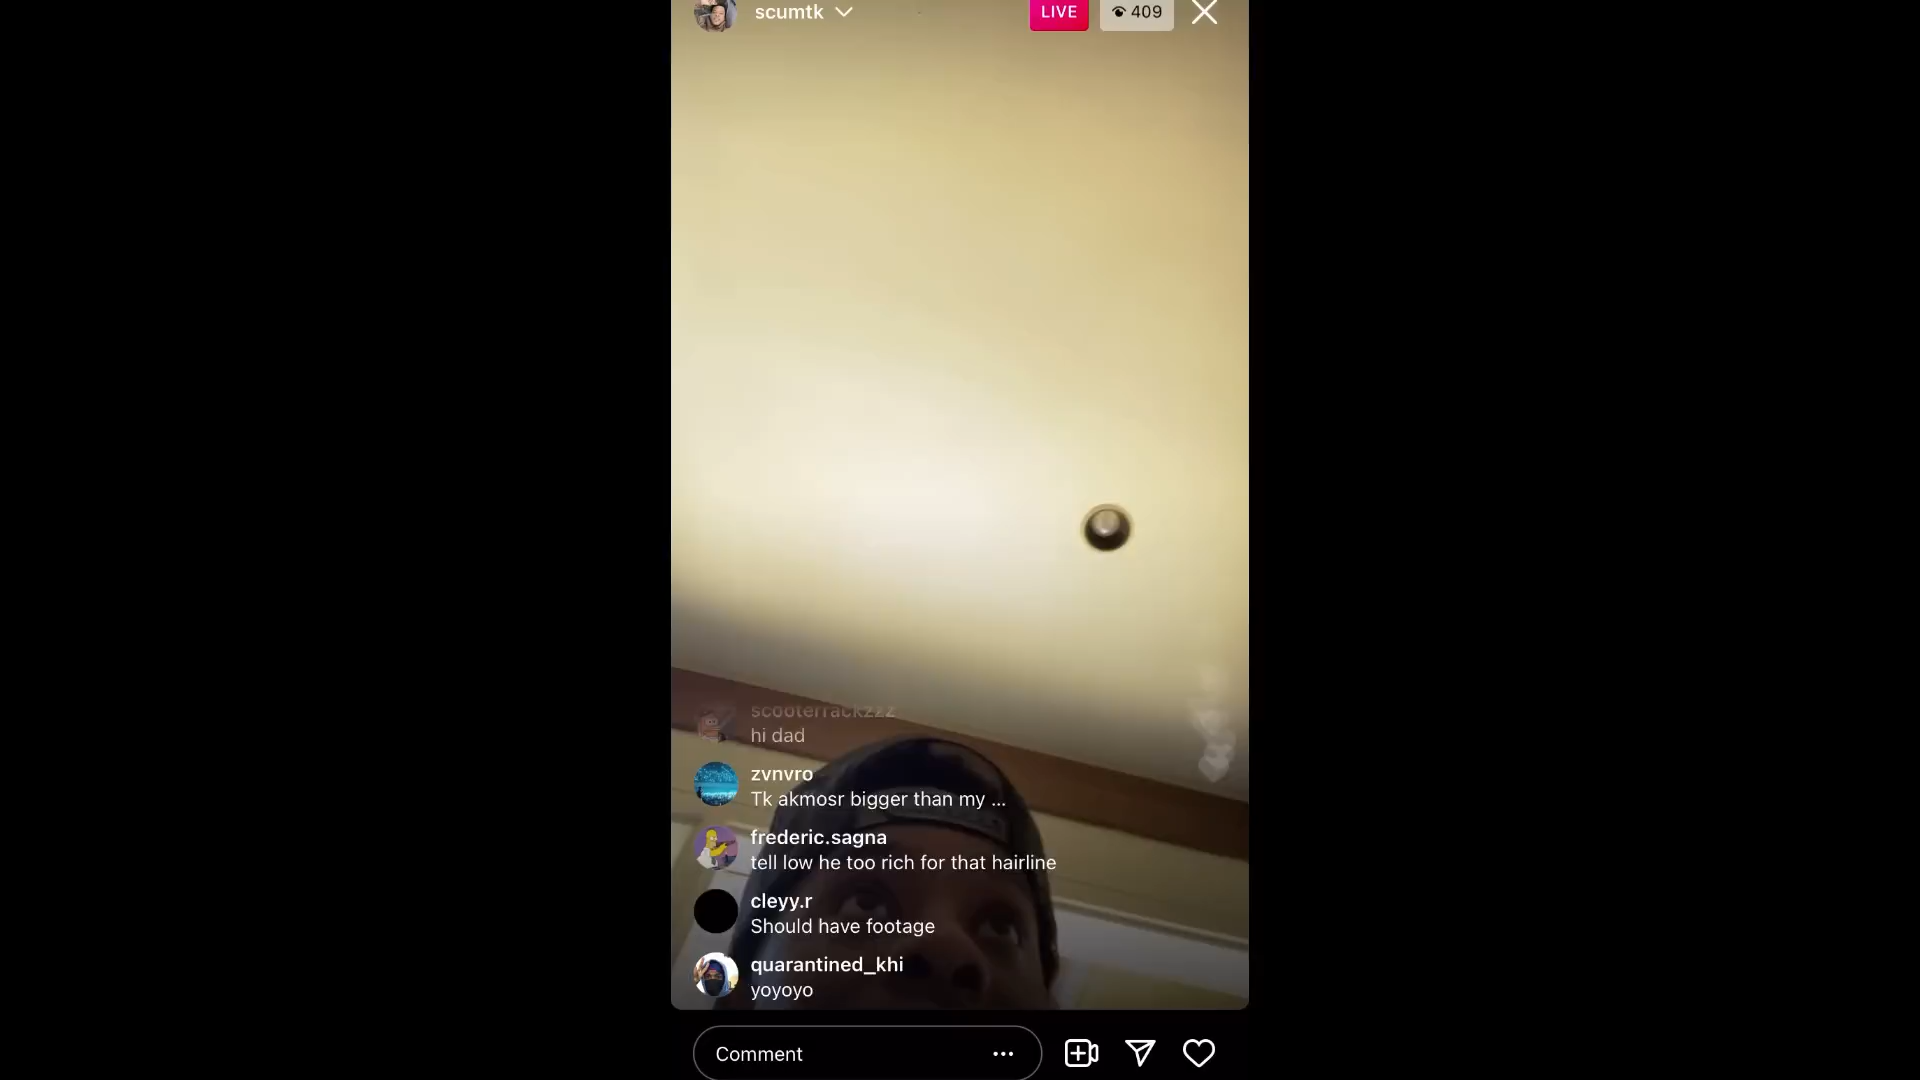 scumtk
LIVE
409
scooterrackzzz
hi dad
zvnvro
Tk akmosr bigger than my ...
frederic.sagna
tell low he too rich for that hairline
cleyy.r
Should have footage
quarantined_khi
yoyoyo
Comment